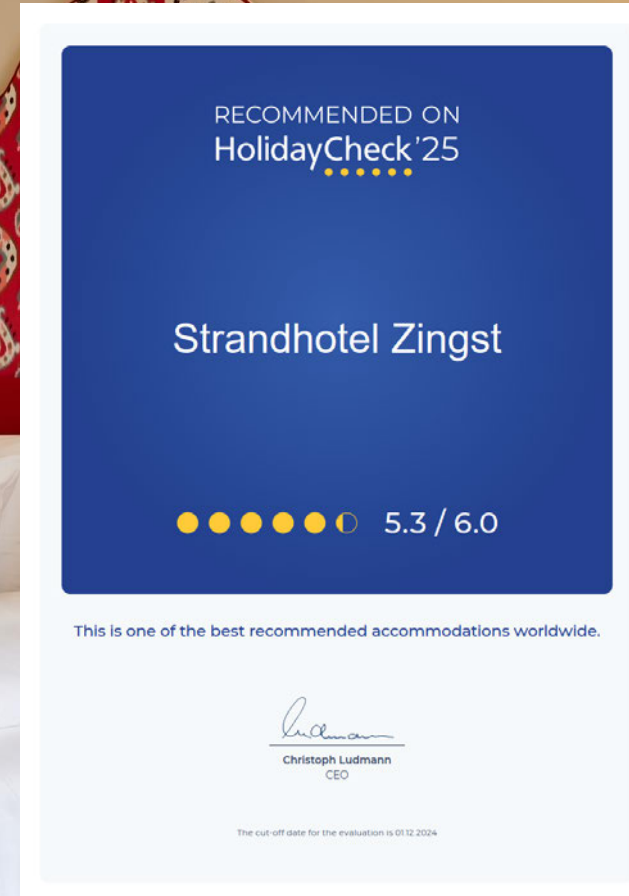 RECOMMENDED ON
HolidayCheck'25
Strandhotel Zingst
5.3 / 6.0
This is one of the best recommended accommodations worldwide.
Ludmann
Christoph Ludmann
CEO
The cut-off date for the evaluation is 01.12.2024